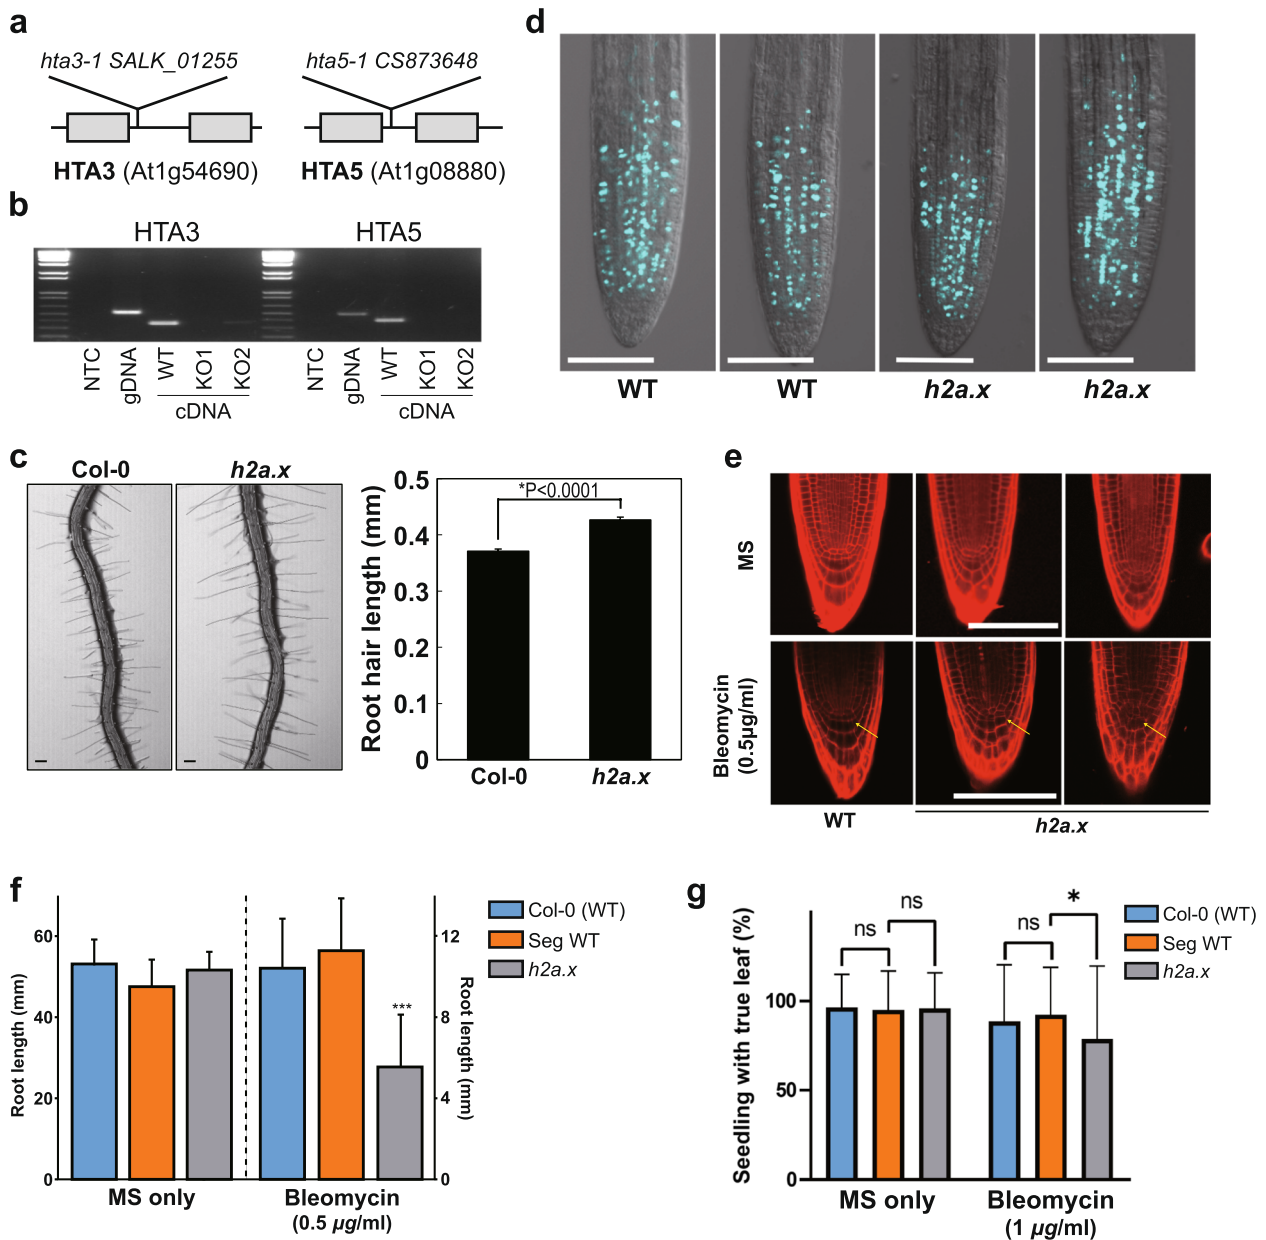 a
hta3-1 SALK_01255
hta5-1 CS873648
HTA3 (At1g54690)
HTA5 (At1g08880)
b
HTA3
HTA5
NTC
gDNA
WT
KO1
KO2
cDNA
NTC
gDNA
WT
KO1
KO2
cDNA
c
Col-0
h2a.x
Root hair length (mm)
0.5
0.4
0.3
0.2
0.1
0
*P<0.0001
Col-0
h2a.x
d
WT
WT
h2a.x
h2a.x
e
MS
Bleomycin
(0.5µg/ml)
WT
h2a.x
f
Root length (mm)
60
40
20
0
***
12
8
4
0
Root length (mm)
MS only
Bleomycin
(0.5 µg/ml)
Col-0 (WT)
Seg WT
h2a.x
g
Seedling with true leaf (%)
100
50
0
ns
ns
ns
*
MS only
Bleomycin
(1 µg/ml)
Col-0 (WT)
Seg WT
h2a.x